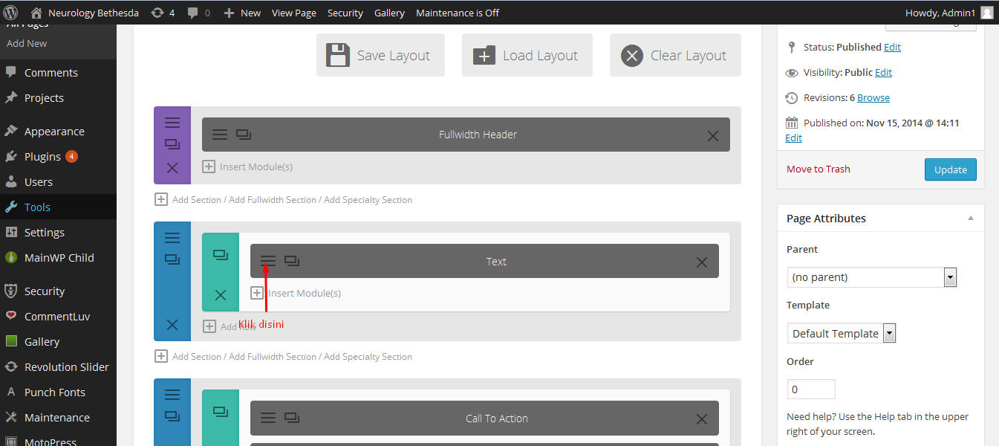 Neurology Bethesda 4 0 New View Page Security Gallery Maintenance is Off Howdy, Admin1
All Pages
Add New
Comments
Projects
Appearance
Plugins 4
Users
Tools
Settings
MainWP Child
Security
CommentLuv
Gallery
Revolution Slider
Punch Fonts
Maintenance
MotoPress
Save Layout Load Layout Clear Layout
Fullwidth Header
Insert Module(s)
Add Section / Add Fullwidth Section / Add Specialty Section
Text
Insert Module(s)
Add Row
Klik disini
Add Section / Add Fullwidth Section / Add Specialty Section
Call To Action
Status: Published Edit
Visibility: Public Edit
Revisions: 6 Browse
Published on: Nov 15, 2014 @ 14:11
Edit
Move to Trash Update
Page Attributes
Parent
(no parent)
Template
Default Template
Order
0
Need help? Use the Help tab in the upper
right of your screen.